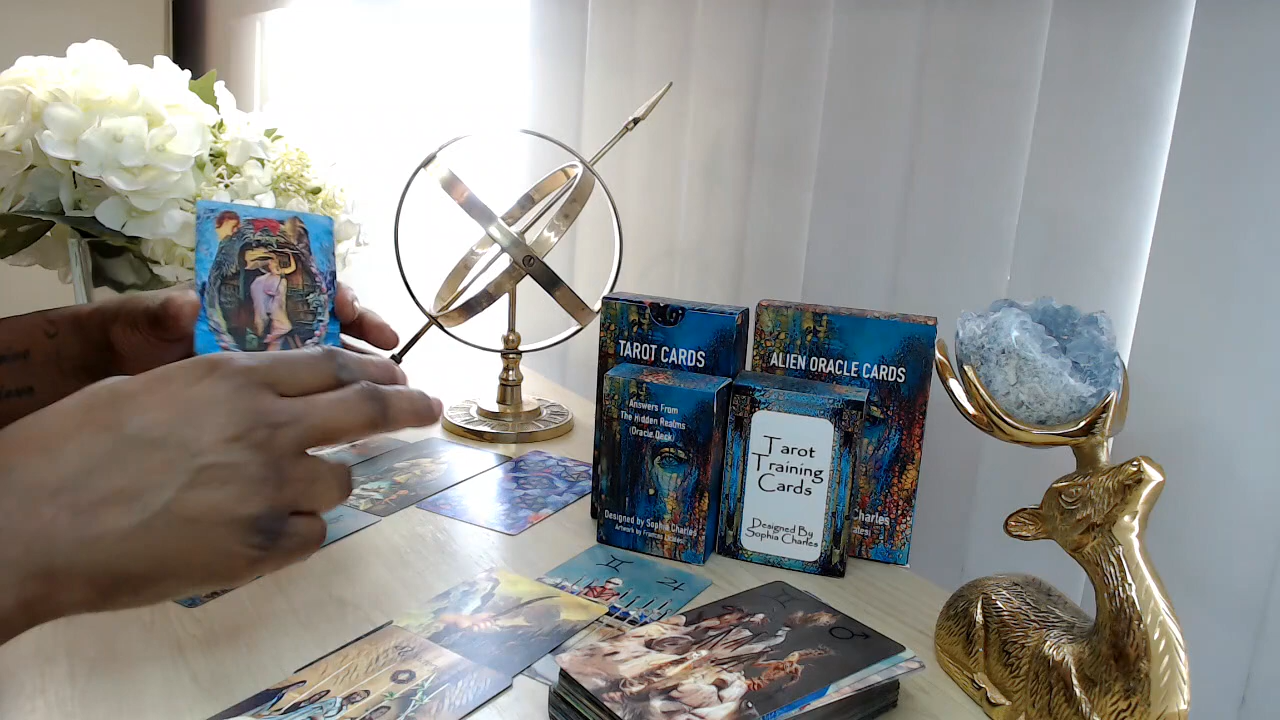 TAROT CARDS
ALIEN ORACLE CARDS
Answers From
The Hidden Realms
(Oracle Deck)
Designed by Sophia Charles
Tarot
Training
Cards
Designed By
Sophia Charles
Charles